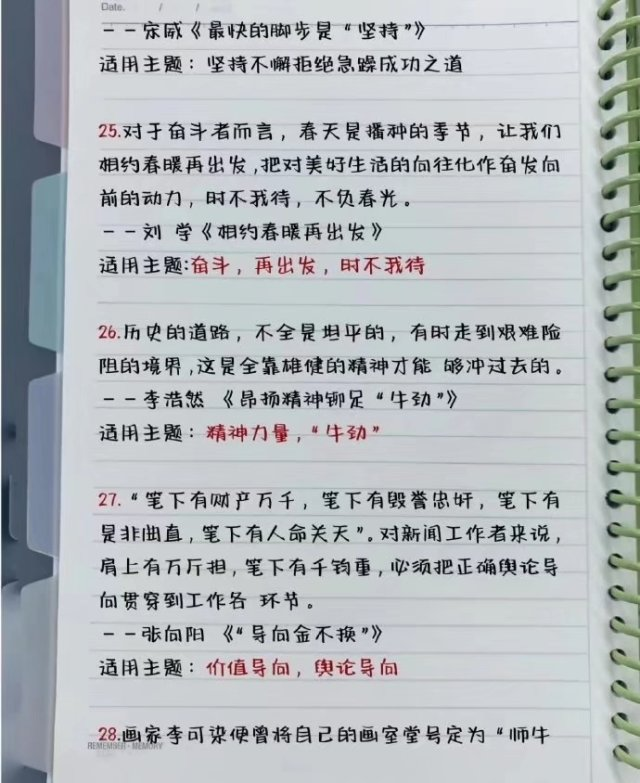 Date. / /
——宋威《最快的脚步是“坚持”》
适用主题：坚持不懈拒绝急躁成功之道
25.对于奋斗者而言，春天是播种的季节，让我们
相约春暖再出发,把对美好生活的向往化作奋发向
前的动力，时不我待，不负春光。
——刘 学《相约春暖再出发》
适用主题:奋斗，再出发，时不我待
26.历史的道路，不全是坦平的，有时走到艰难险
阻的境界,这是全靠雄健的精神才能 够冲过去的。
——李浩然 《昂扬精神铆足“牛劲”》
适用主题：精神力量，“牛劲”
27.“笔下有财产万千，笔下有毁誉忠奸，笔下有
是非曲直，笔下有人命关天”。对新闻工作者来说，
肩上有万斤担，笔下有千钧重，必须把正确舆论导
向贯穿到工作各 环节。
——张向阳 《“导向金不换”》
适用主题：价值导向，舆论导向
28.画家李可染便曾将自己的画室堂号定为“师牛
REMEMBER · MEMORY